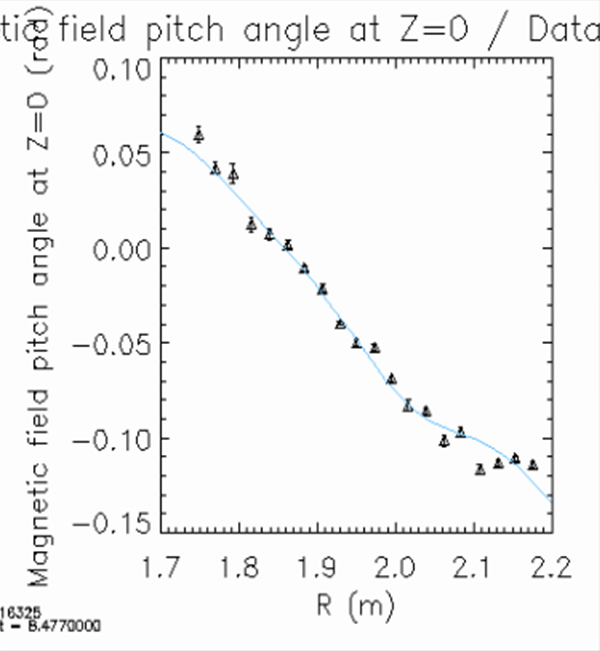 tic field pitch angle at Z=0 / Data
Magnetic field pitch angle at Z=0 (rad)
0.10
0.05
0.00
−0.05
−0.10
−0.15
1.7 1.8 1.9 2.0 2.1 2.2
R (m)
16325
t = 8.4770000